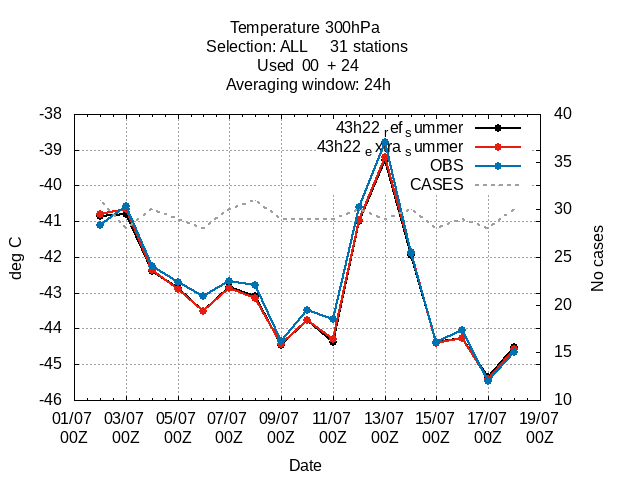 Temperature 300hPa
Selection: ALL 31 stations
Used 00 + 24
Averaging window: 24h
-38
-39
-40
-41
-42
-43
-44
-45
-46
deg C
40
35
30
25
20
15
10
No cases
43h22 ref summer
43h22 exra summer
OBS
CASES
01/07 03/07 05/07 07/07 09/07 11/07 13/07 15/07 17/07 19/07
00Z 00Z 00Z 00Z 00Z 00Z 00Z 00Z 00Z 00Z
Date